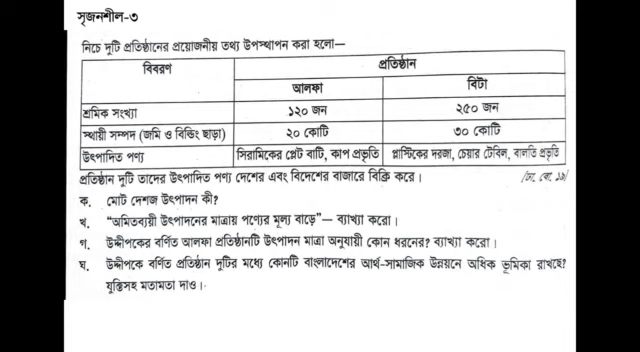 সৃজনশীল-৩
নিচে দুটি প্রতিষ্ঠানের প্রয়োজনীয় তথ্য উপস্থাপন করা হলো—
বিবরণ প্রতিষ্ঠান
আলফা বিটা
শ্রমিক সংখ্যা ১২০ জন ২৫০ জন
স্থায়ী সম্পদ (জমি ও বিল্ডিং ছাড়া) ২০ কোটি ৩০ কোটি
উৎপাদিত পণ্য সিরামিকের প্লেট বাটি, কাপ প্রভৃতি প্লাস্টিকের দরজা, চেয়ার টেবিল, বালতি প্রভৃতি
প্রতিষ্ঠান দুটি তাদের উৎপাদিত পণ্য দেশের এবং বিদেশের বাজারে বিক্রি করে। [ঢা. বো. ১৯]
ক. মোট দেশজ উৎপাদন কী?
খ. “অমিতব্যয়ী উৎপাদনের মাত্রায় পণ্যের মূল্য বাড়ে”— ব্যাখ্যা করো।
গ. উদ্দীপকের বর্ণিত আলফা প্রতিষ্ঠানটি উৎপাদন মাত্রা অনুযায়ী কোন ধরনের? ব্যাখ্যা করো।
ঘ. উদ্দীপকে বর্ণিত প্রতিষ্ঠান দুটির মধ্যে কোনটি বাংলাদেশের আর্থ-সামাজিক উন্নয়নে অধিক ভূমিকা রাখছে?
যুক্তিসহ মতামত দাও।